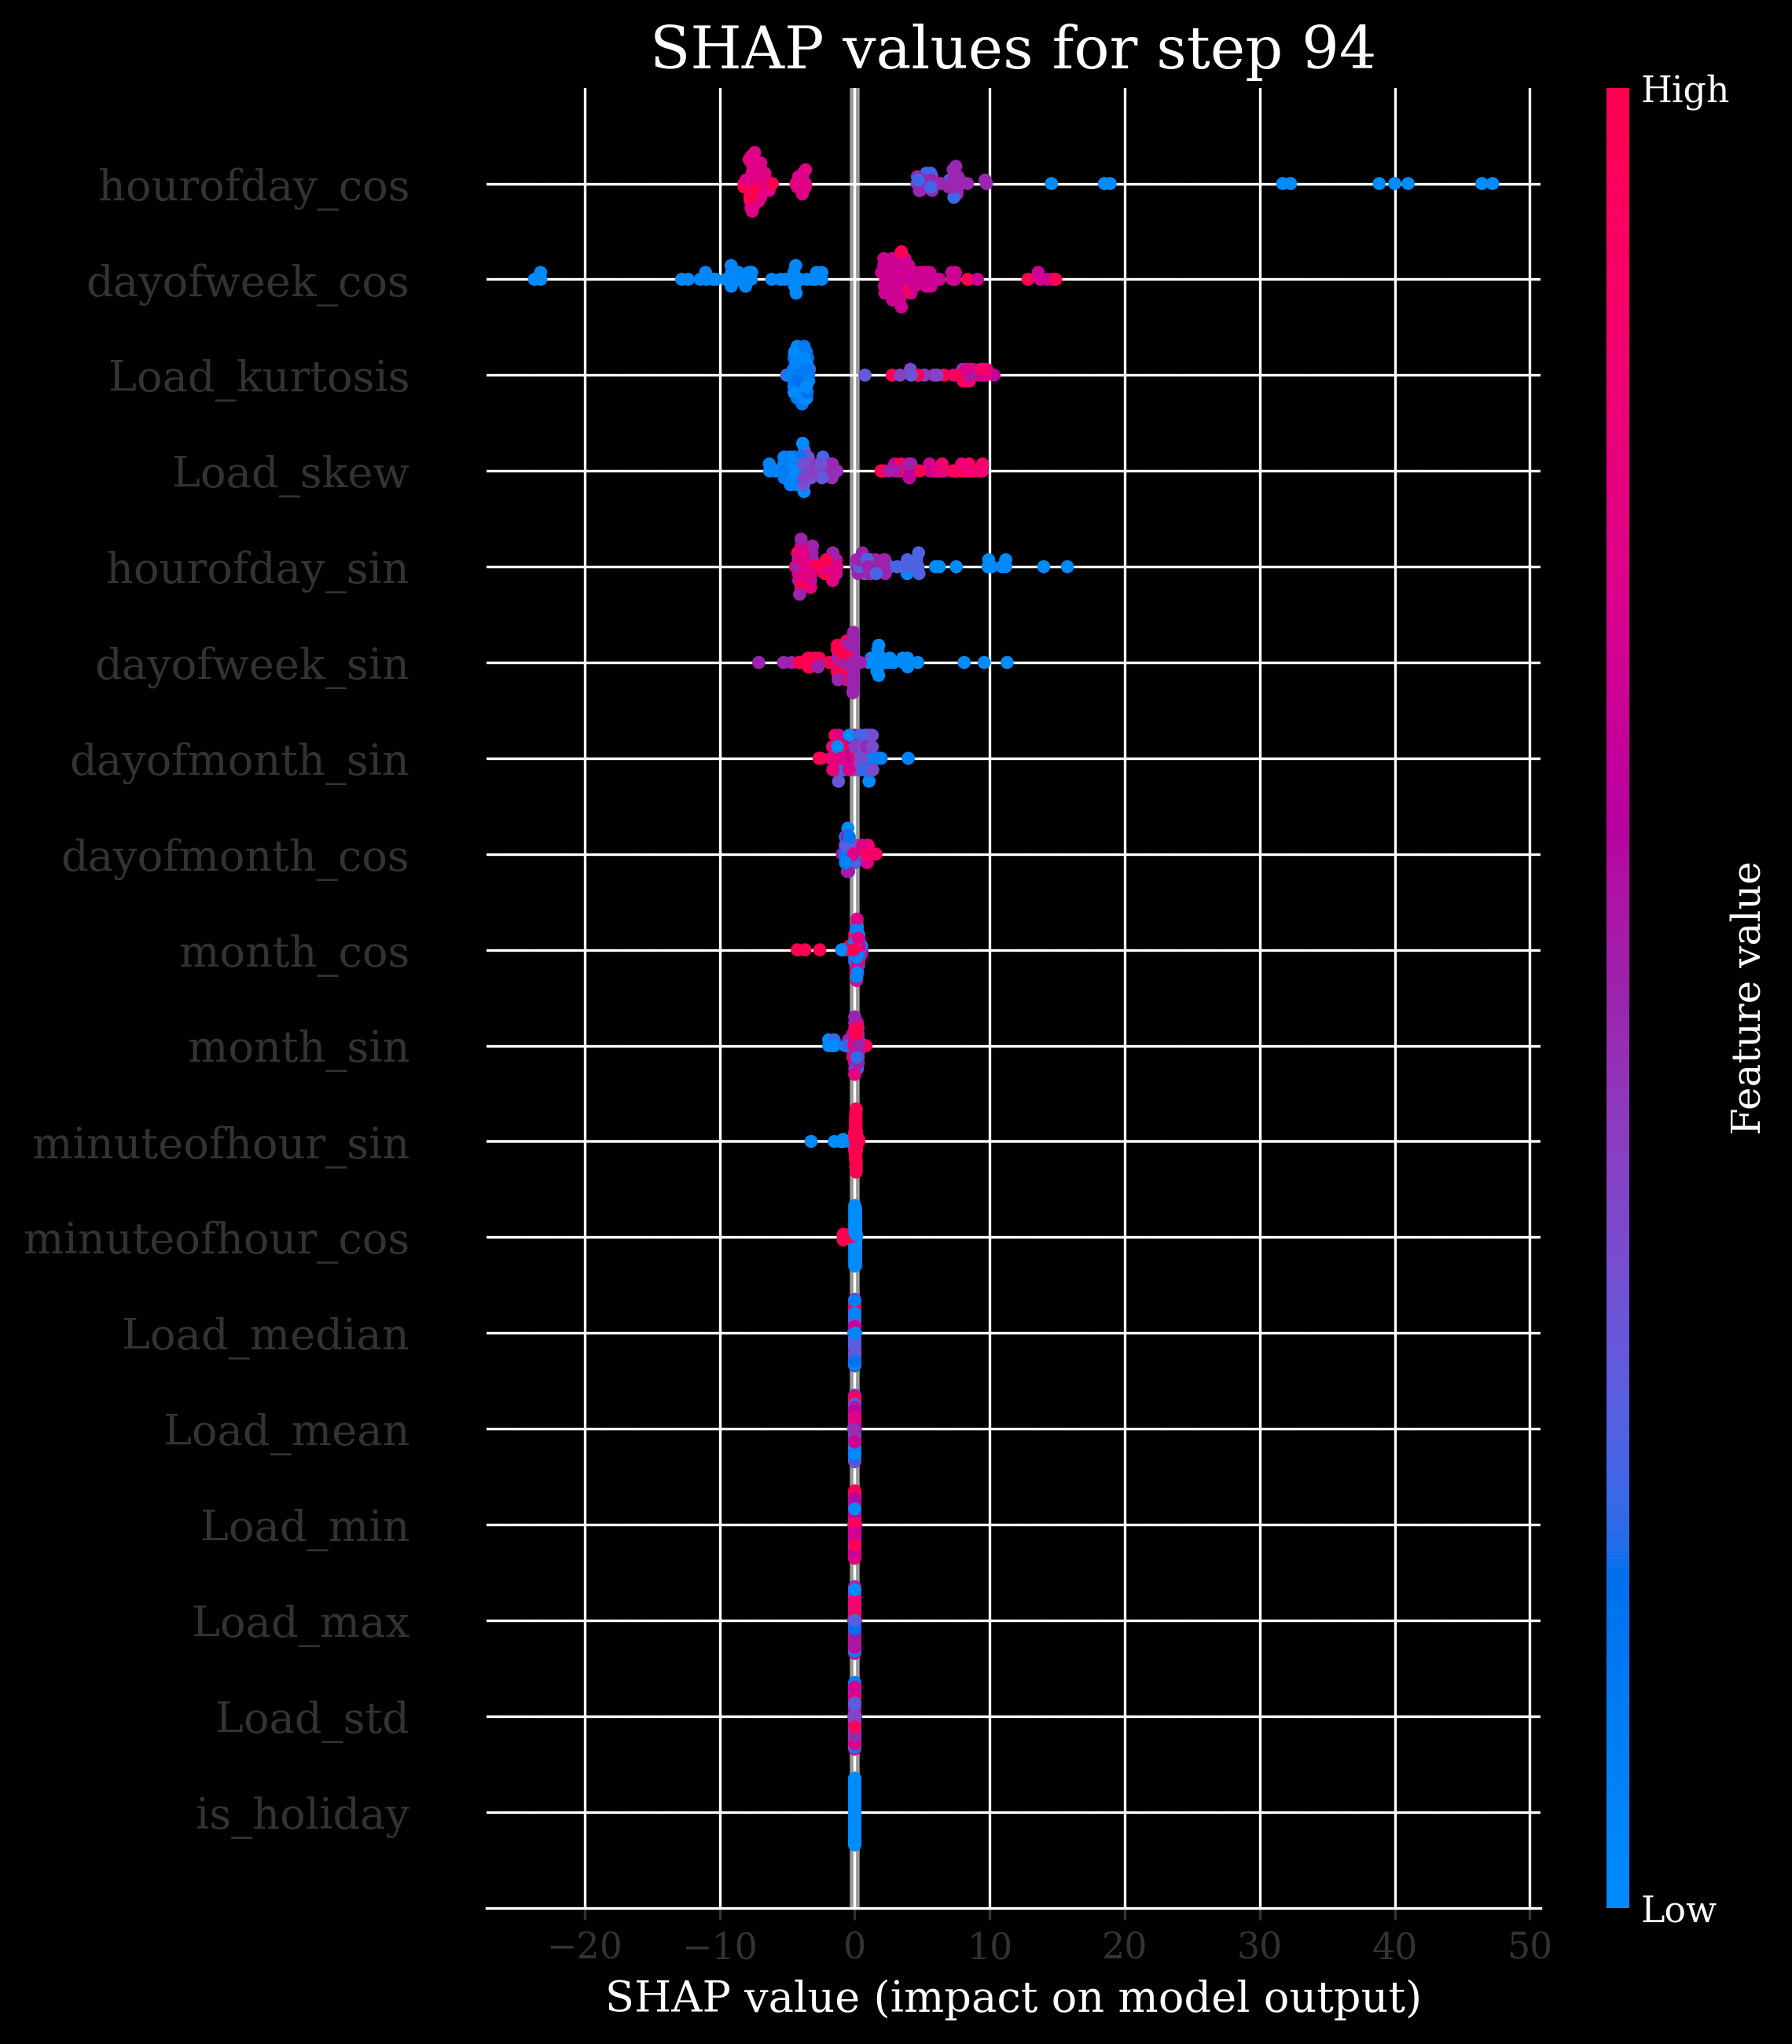 SHAP values for step 94
High
hourofday_cos
dayofweek_cos
Load_kurtosis
Load_skew
hourofday_sin
dayofweek_sin
dayofmonth_sin
dayofmonth_cos
month_cos
month_sin
minuteofhour_sin
minuteofhour_cos
Load_median
Load_mean
Load_min
Load_max
Load_std
is_holiday
Feature value
Low
−20 −10 0 10 20 30 40 50
SHAP value (impact on model output)